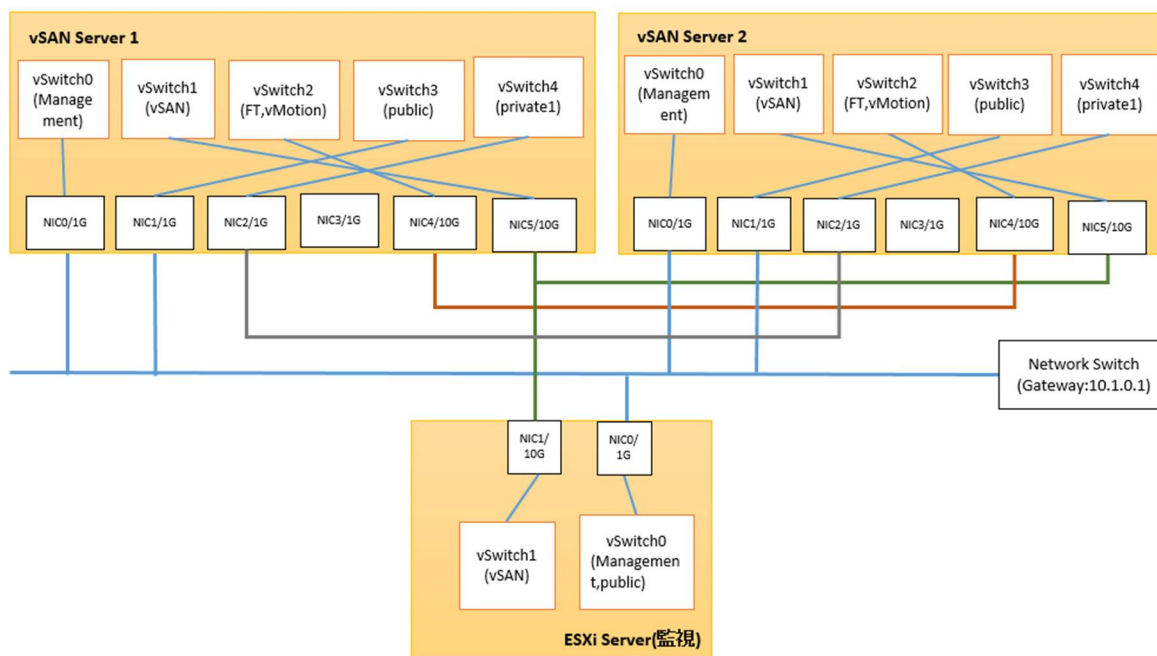 vSAN Server 1
vSwitch0
(Manage
ment)
vSwitch1
(vSAN)
vSwitch2
(FT,vMotion)
vSwitch3
(public)
vSwitch4
(private1)
NIC0/1G
NIC1/1G
NIC2/1G
NIC3/1G
NIC4/10G
NIC5/10G
vSAN Server 2
vSwitch0
(Managem
ent)
vSwitch1
(vSAN)
vSwitch2
(FT,vMotion)
vSwitch3
(public)
vSwitch4
(private1)
NIC0/1G
NIC1/1G
NIC2/1G
NIC3/1G
NIC4/10G
NIC5/10G
Network Switch
(Gateway:10.1.0.1)
NIC1/
10G
NIC0/
1G
vSwitch1
(vSAN)
vSwitch0
(Managemen
t,public)
ESXi Server(監視)